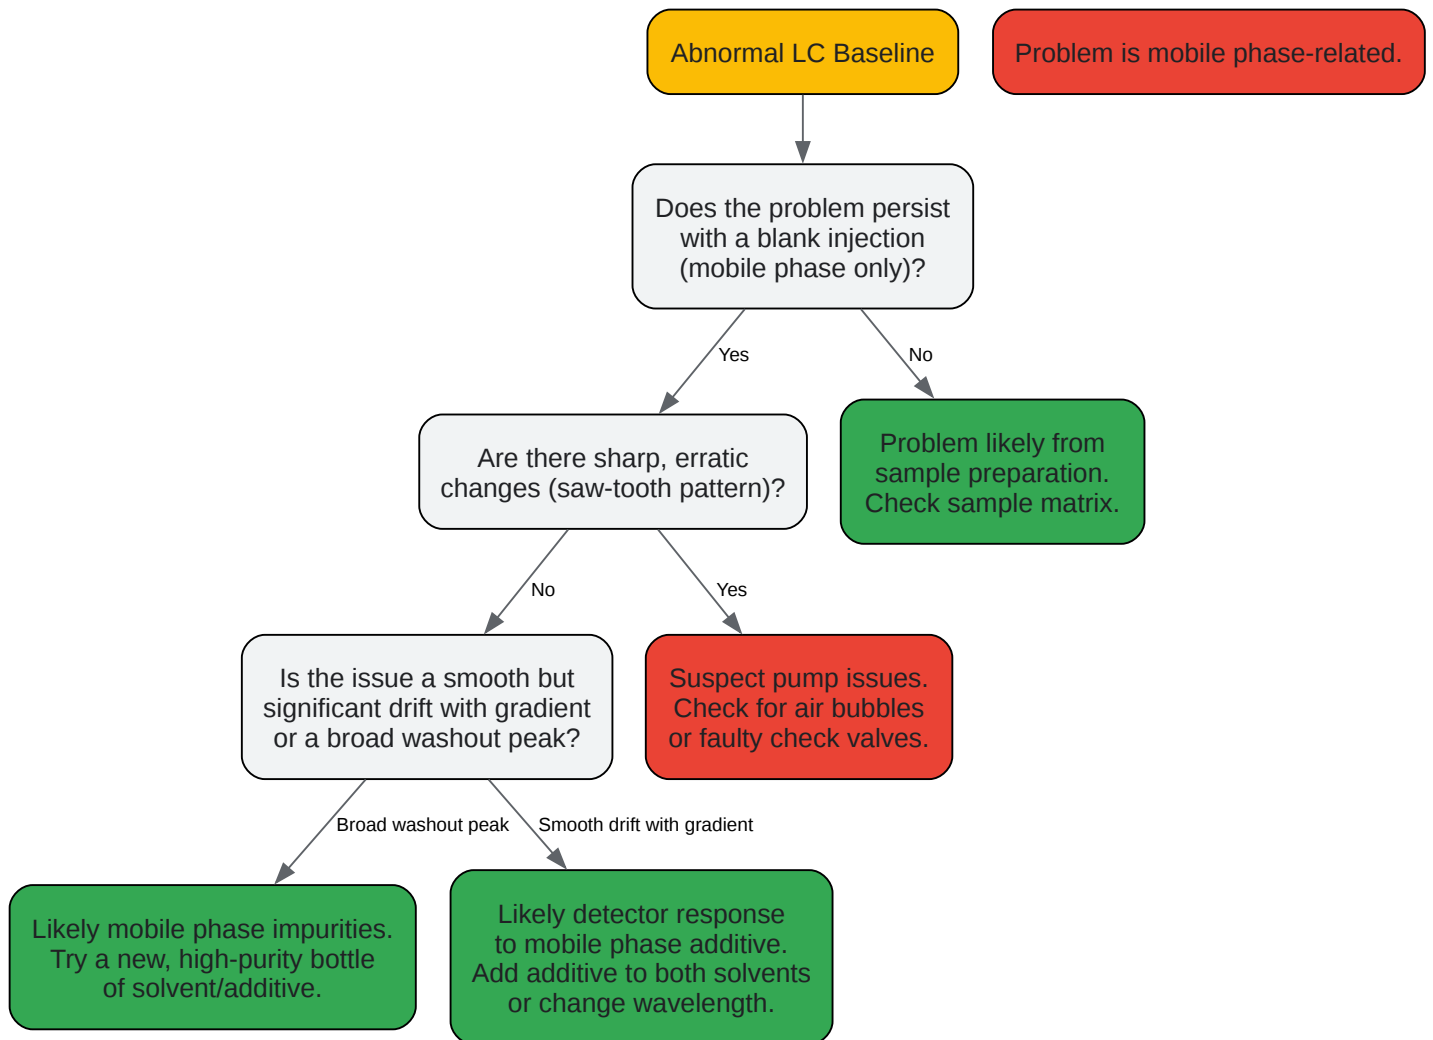 Abnormal LC Baseline
Problem is mobile phase-related.
Does the problem persist
with a blank injection
(mobile phase only)?
Yes
No
Are there sharp, erratic
changes (saw-tooth pattern)?
Problem likely from
sample preparation.
Check sample matrix.
No
Yes
Is the issue a smooth but
significant drift with gradient
or a broad washout peak?
Suspect pump issues.
Check for air bubbles
or faulty check valves.
Broad washout peak
Smooth drift with gradient
Likely mobile phase impurities.
Try a new, high-purity bottle
of solvent/additive.
Likely detector response
to mobile phase additive.
Add additive to both solvents
or change wavelength.